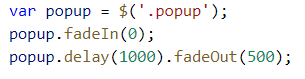 var popup = $('.popup');
popup.fadeIn(0);
popup.delay(1000).fadeOut(500);